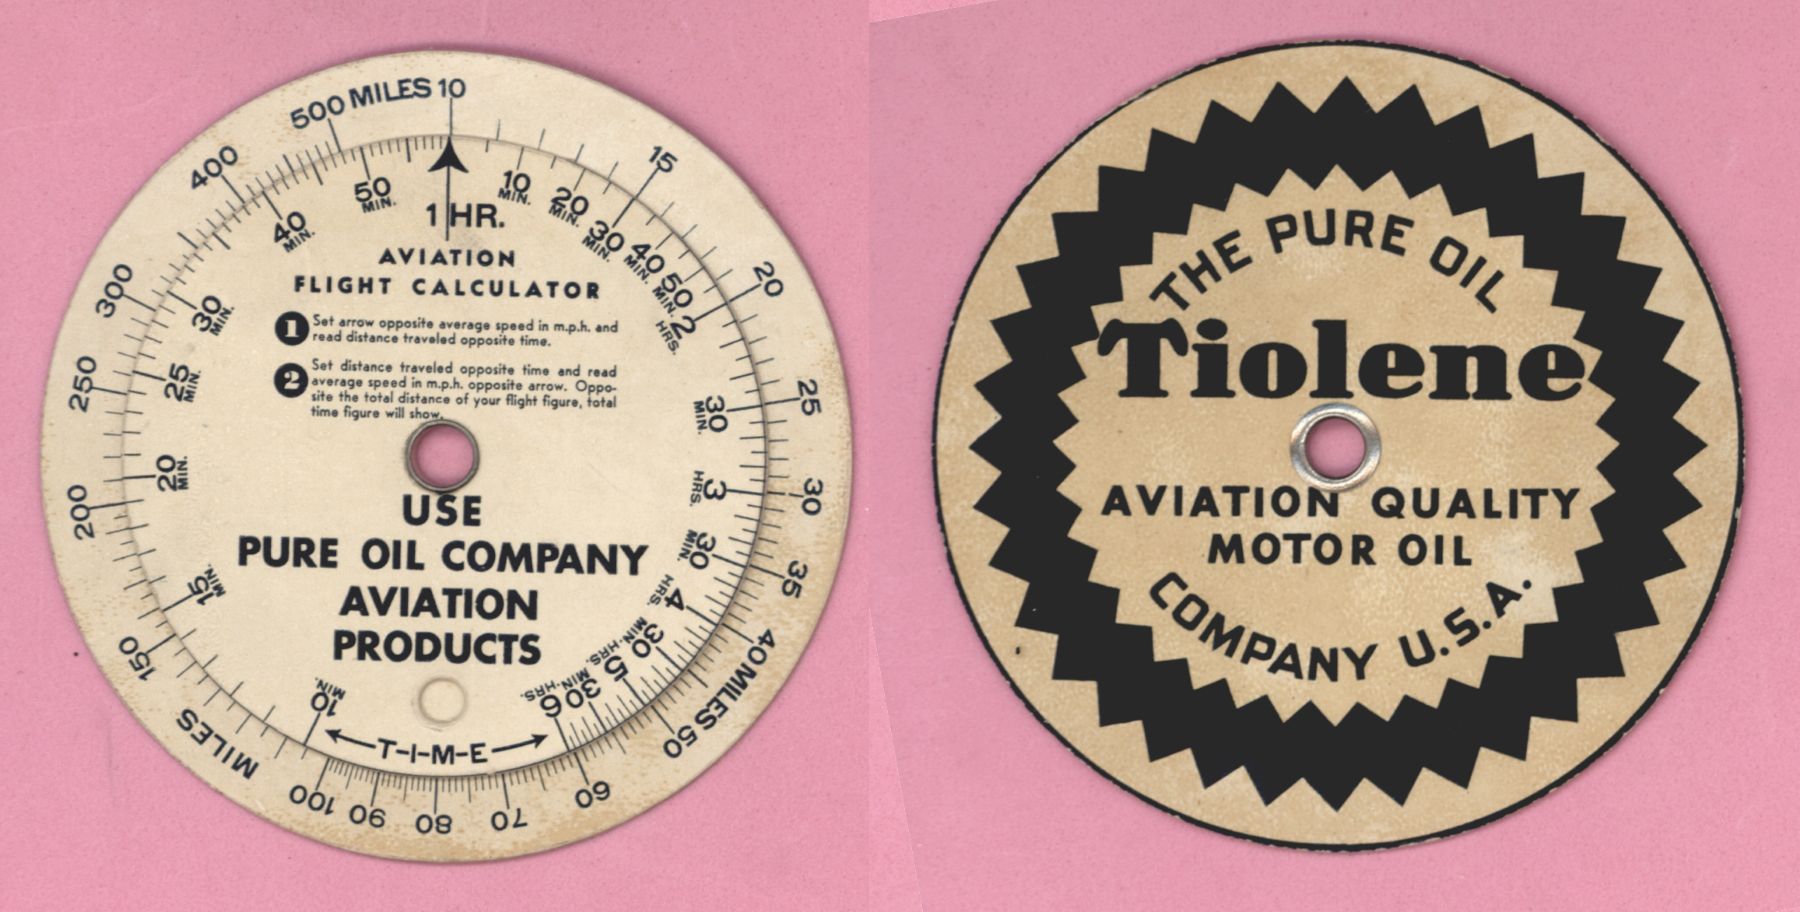 500 MILES 10
15
20
25
30
35
40 MILES 50
60
70
80
90
100
MILES
150
200
250
300
400
1 HR.
10 MIN.
20 MIN.
30 MIN.
40 MIN.
50 MIN.
2 HRS.
30 MIN.
3 HRS.
30 MIN.
4 HRS.
30 MIN.
5 HRS.
30 MIN.
6 HRS.
T-I-M-E
10 MIN.
15 MIN.
20 MIN.
25 MIN.
30 MIN.
40 MIN.
50 MIN.
AVIATION
FLIGHT CALCULATOR
1 Set arrow opposite average speed in m.p.h. and
read distance traveled opposite time.
2 Set distance traveled opposite time and read
average speed in m.p.h. opposite arrow. Oppo-
site the total distance of your flight figure, total
time figure will show.
USE
PURE OIL COMPANY
AVIATION
PRODUCTS
THE PURE OIL
Tiolene
AVIATION QUALITY
MOTOR OIL
COMPANY U.S.A.